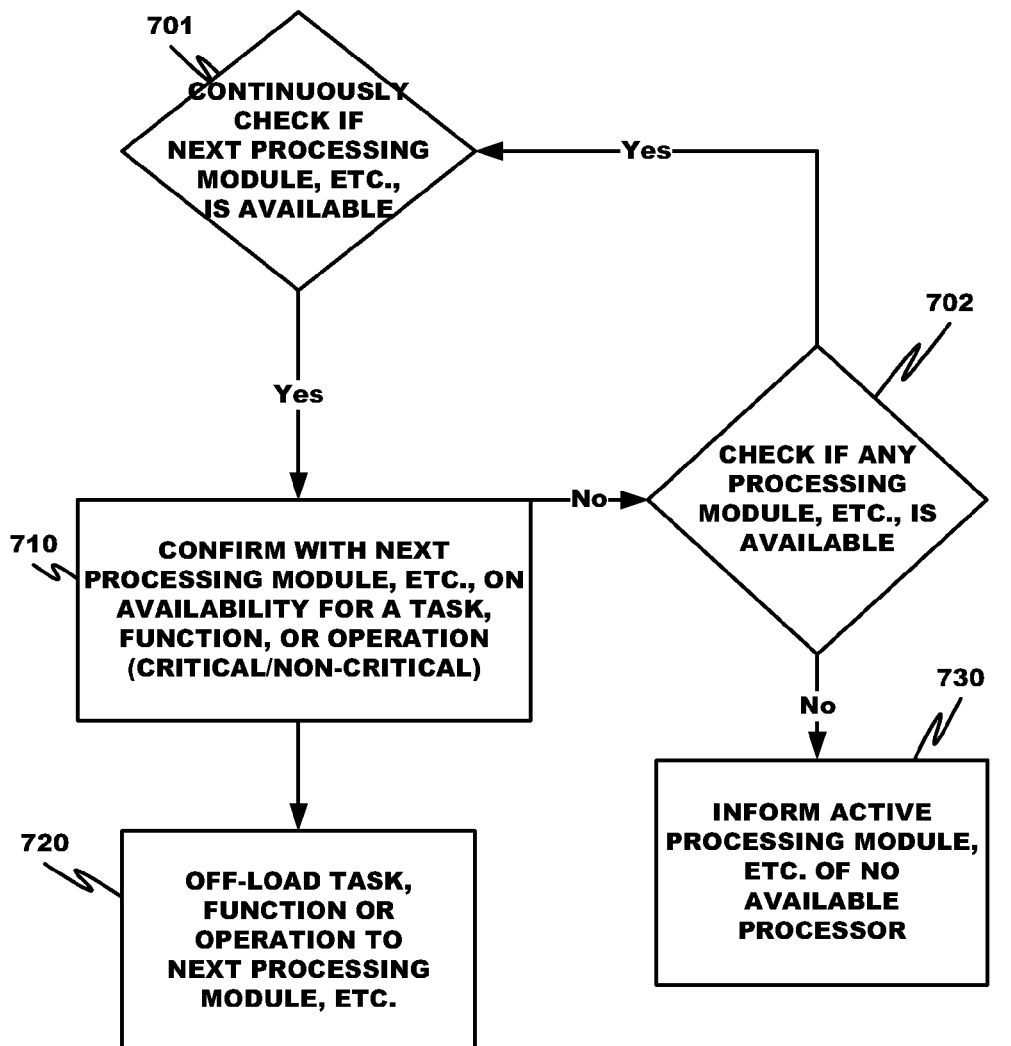 701
CONTINUOUSLY
CHECK IF
NEXT PROCESSING
MODULE, ETC.,
IS AVAILABLE
Yes
702
Yes
CHECK IF ANY
PROCESSING
MODULE, ETC., IS
AVAILABLE
No
710
CONFIRM WITH NEXT
PROCESSING MODULE, ETC., ON
AVAILABILITY FOR A TASK,
FUNCTION, OR OPERATION
(CRITICAL/NON-CRITICAL)
No
730
720
OFF-LOAD TASK,
FUNCTION OR
OPERATION TO
NEXT PROCESSING
MODULE, ETC.
INFORM ACTIVE
PROCESSING MODULE,
ETC. OF NO
AVAILABLE
PROCESSOR